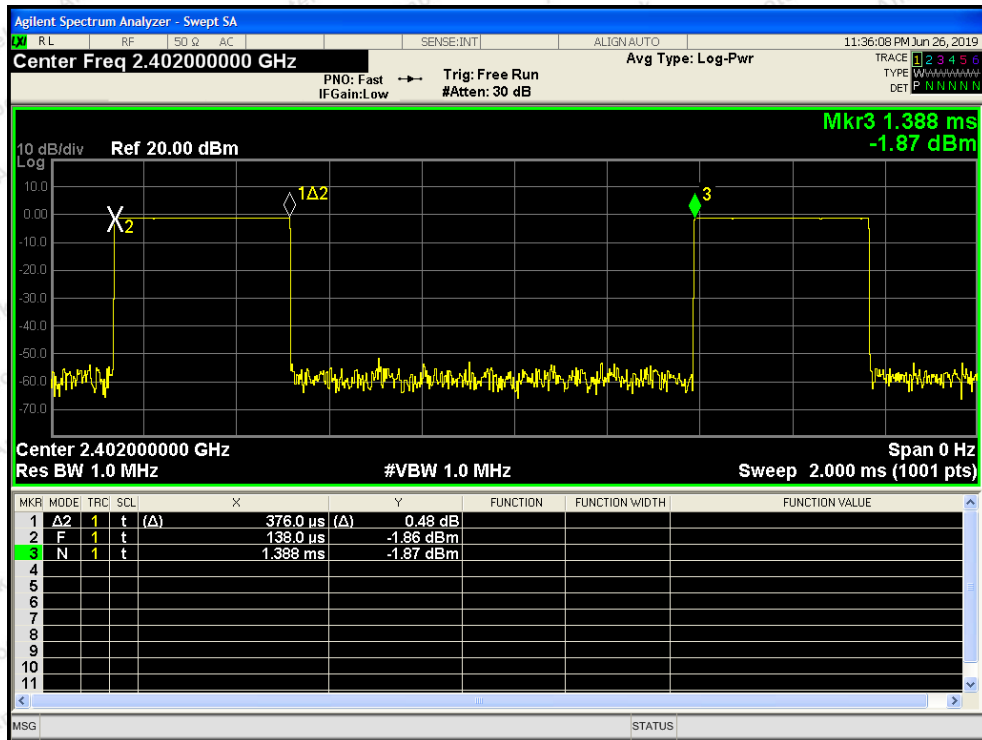 Agilent Spectrum Analyzer - Swept SA
LXI RL RF 50 Ω AC SENSE:INT ALIGN AUTO 11:36:08 PM Jun 26, 2019
Center Freq 2.402000000 GHz Avg Type: Log-Pwr TRACE 1 2 3 4 5 6
PNO: Fast Trig: Free Run TYPE WWWWWW
IFGain:Low #Atten: 30 dB DET P N N N N N
Mkr3 1.388 ms
10 dB/div Ref 20.00 dBm -1.87 dBm
Log
10.0
1Δ2
3
0.00
2
-10.0
-20.0
-30.0
-40.0
-50.0
-60.0
-70.0
Center 2.402000000 GHz Span 0 Hz
Res BW 1.0 MHz #VBW 1.0 MHz Sweep 2.000 ms (1001 pts)
MKR MODE TRC SCL X Y FUNCTION FUNCTION WIDTH FUNCTION VALUE
1 Δ2 1 t (Δ) 376.0 µs (Δ) 0.48 dB
2 F 1 t 138.0 µs -1.86 dBm
3 N 1 t 1.388 ms -1.87 dBm
4
5
6
7
8
9
10
11
MSG STATUS